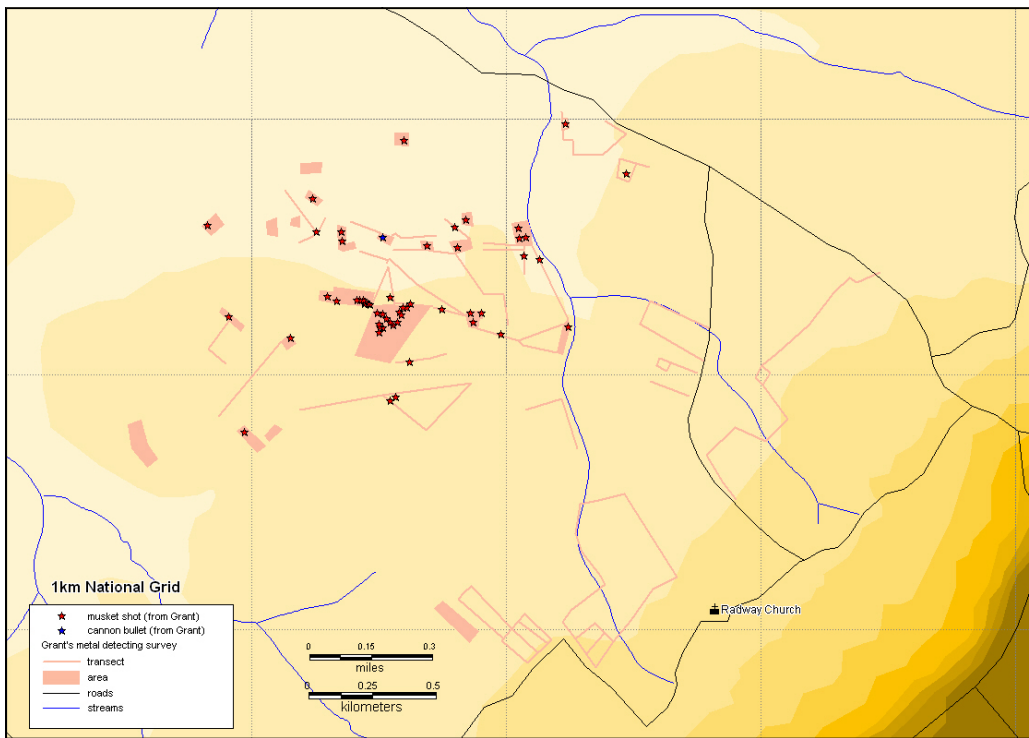 Radway Church
1km National Grid
musket shot (from Grant)
cannon bullet (from Grant)
Grant's metal detecting survey
transect
area
roads
streams
0 0.15 0.3
miles
0 0.25 0.5
kilometers